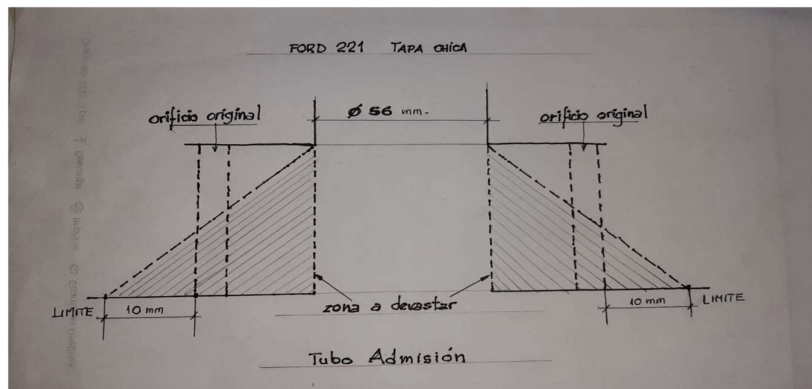 FORD 221 TAPA CHICA
Ø 56 mm.
orificio original
orificio original
zona a devastar
LIMITE
10 mm
10 mm
LIMITE
Tubo Admisión